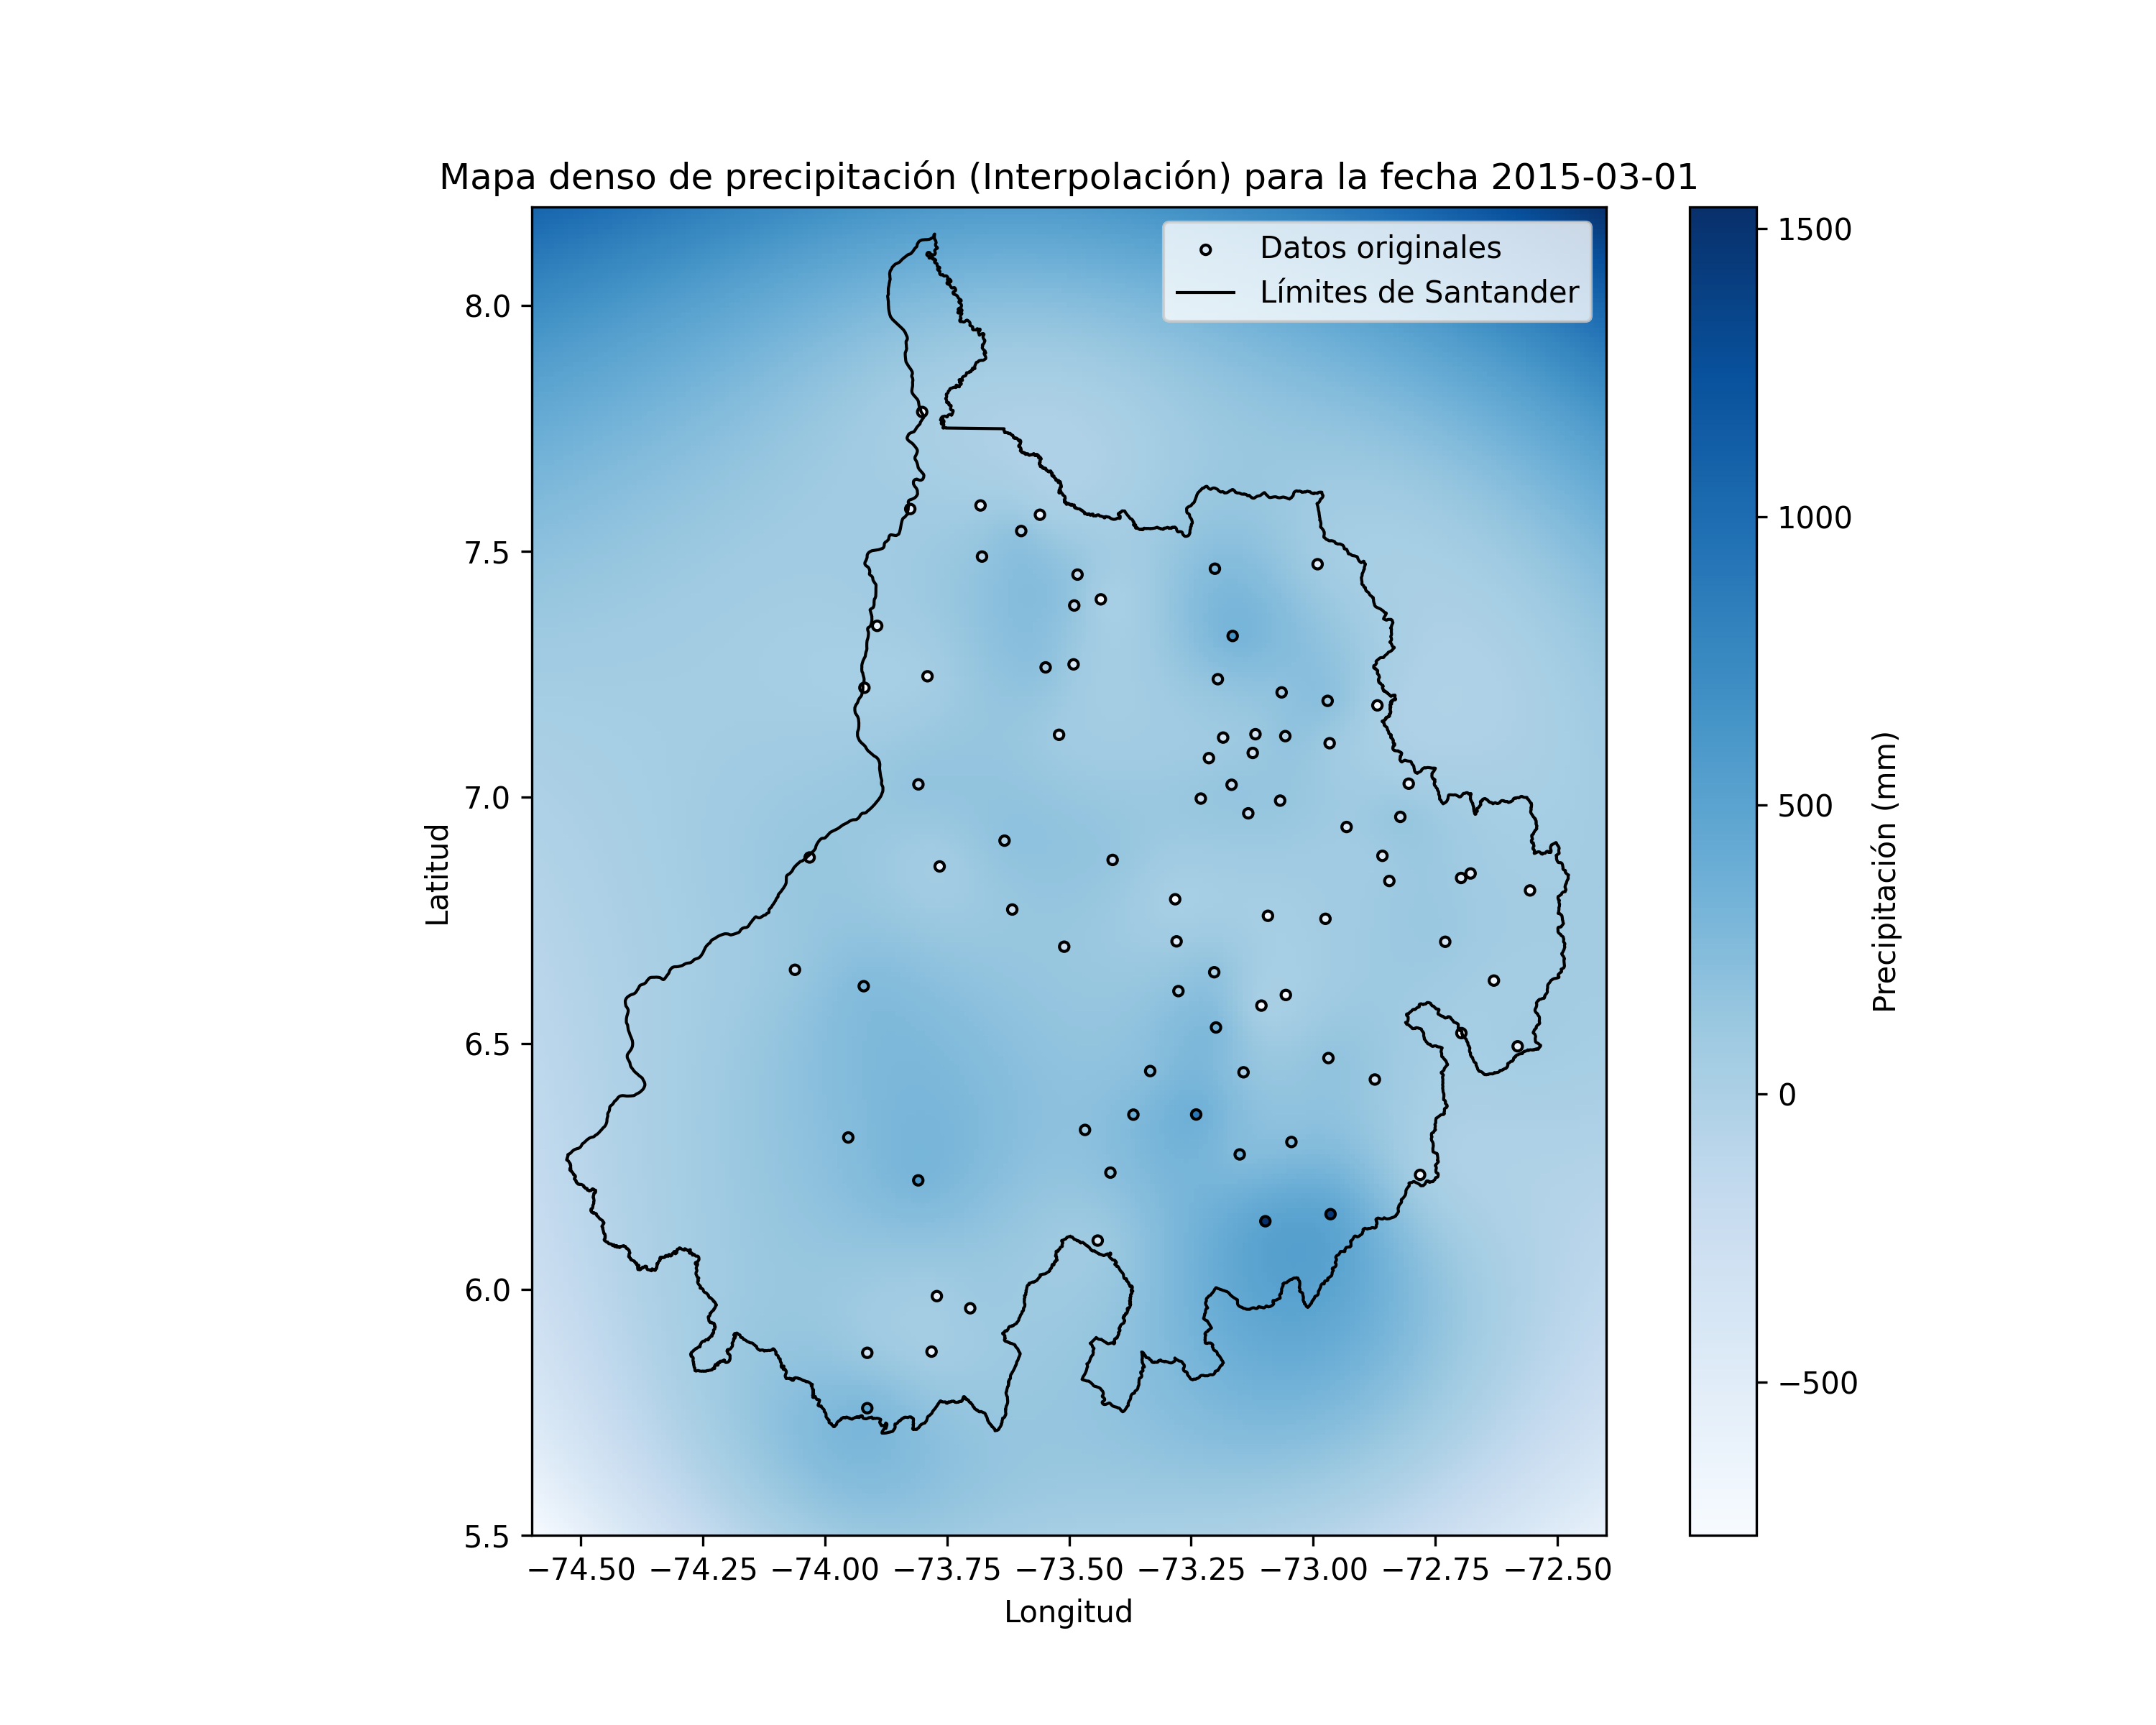 Mapa denso de precipitación (Interpolación) para la fecha 2015-03-01
Datos originales
Límites de Santander
8.0
7.5
7.0
6.5
6.0
5.5
Latitud
−74.50 −74.25 −74.00 −73.75 −73.50 −73.25 −73.00 −72.75 −72.50
Longitud
1500
1000
500
0
−500
Precipitación (mm)